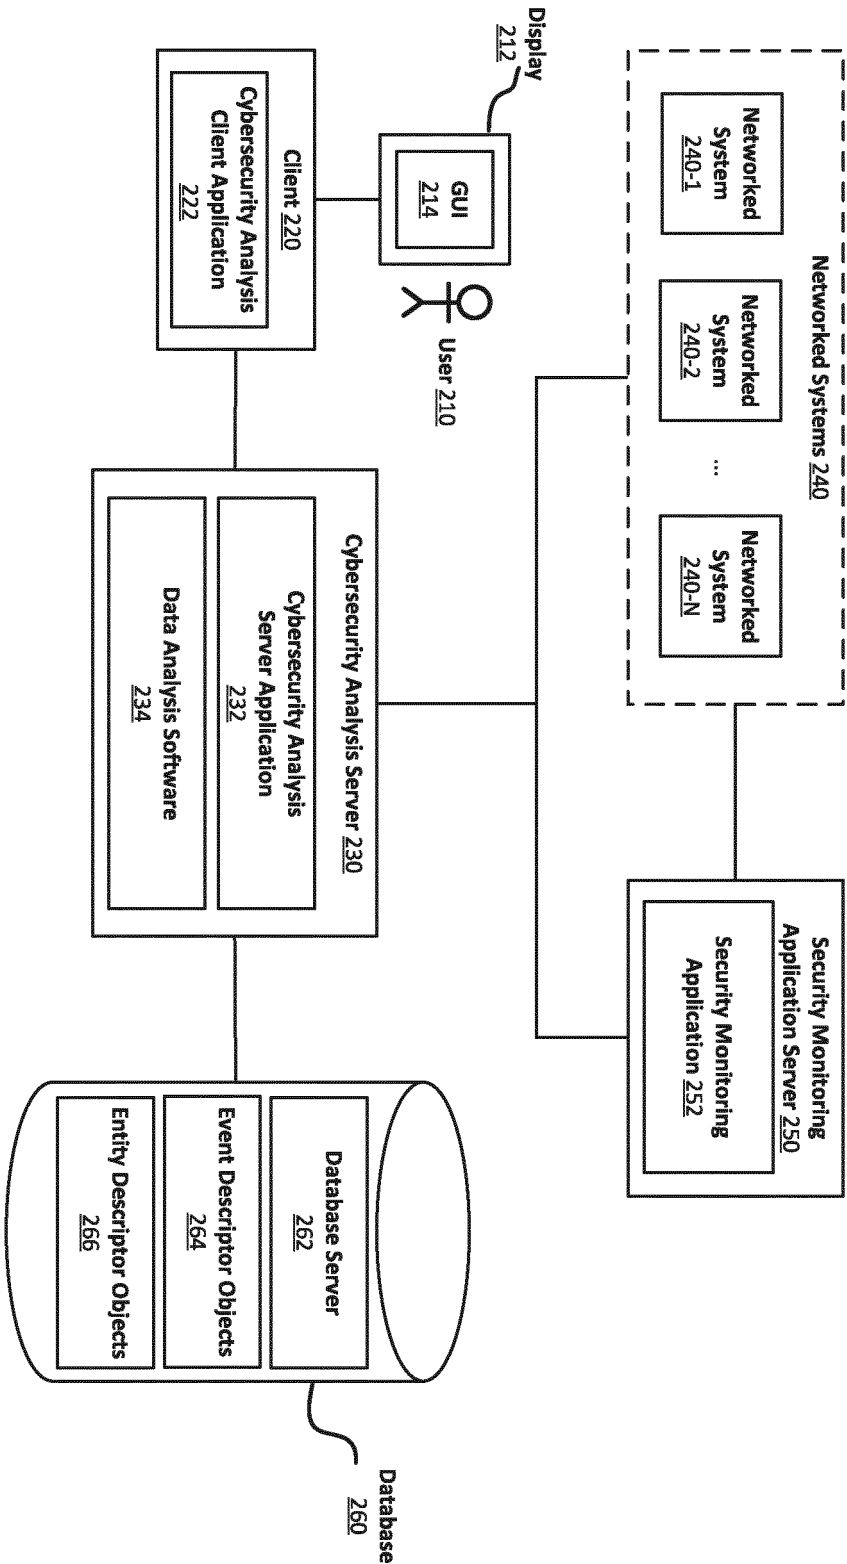 Networked Systems 240
Networked
System
240-1
Networked
System
240-2
...
Networked
System
240-N
Security Monitoring
Application Server 250
Security Monitoring
Application 252
Display
212
GUI
214
User 210
Client 220
Cybersecurity Analysis
Client Application
222
Cybersecurity Analysis Server 230
Cybersecurity Analysis
Server Application
232
Data Analysis Software
234
Database Server
262
Event Descriptor Objects
264
Entity Descriptor Objects
266
Database
260